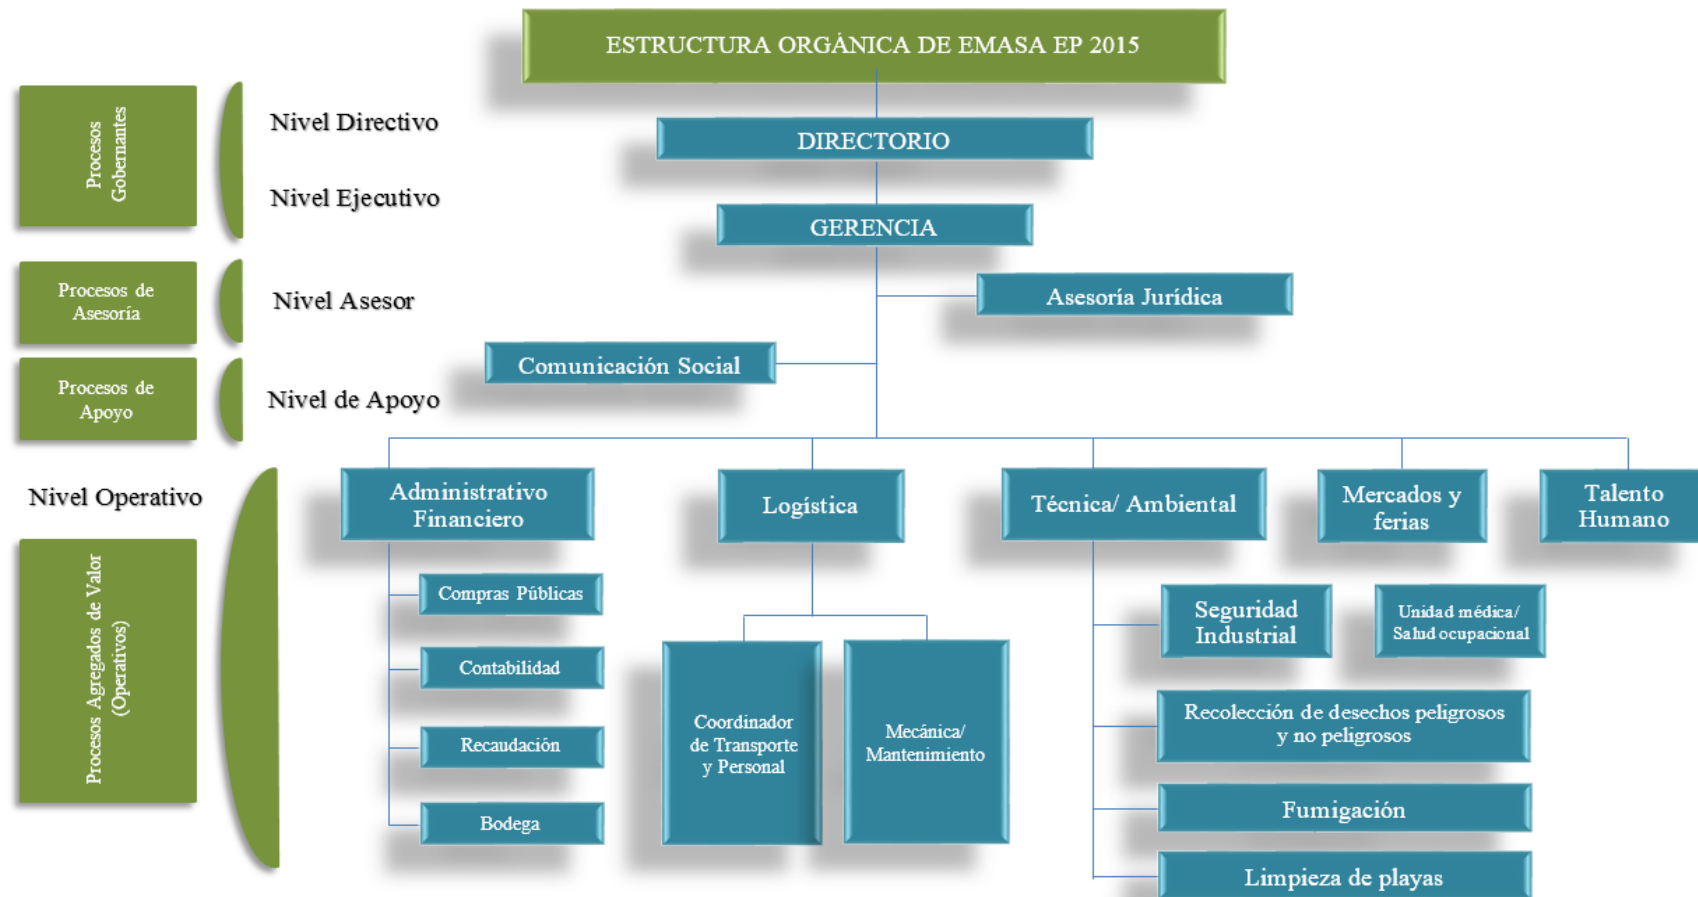 ESTRUCTURA ORGÁNICA DE EMASA EP 2015
Procesos
Gobernantes
Nivel Directivo
DIRECTORIO
Nivel Ejecutivo
GERENCIA
Procesos de
Asesoría
Nivel Asesor
Asesoría Jurídica
Comunicación Social
Procesos de
Apoyo
Nivel de Apoyo
Nivel Operativo
Procesos Agregados de Valor
(Operativos)
Administrativo
Financiero
Logística
Técnica/ Ambiental
Mercados y
ferias
Talento
Humano
Compras Públicas
Contabilidad
Recaudación
Bodega
Coordinador
de Transporte
y Personal
Mecánica/
Mantenimiento
Seguridad
Industrial
Unidad médica/
Salud ocupacional
Recolección de desechos peligrosos
y no peligrosos
Fumigación
Limpieza de playas